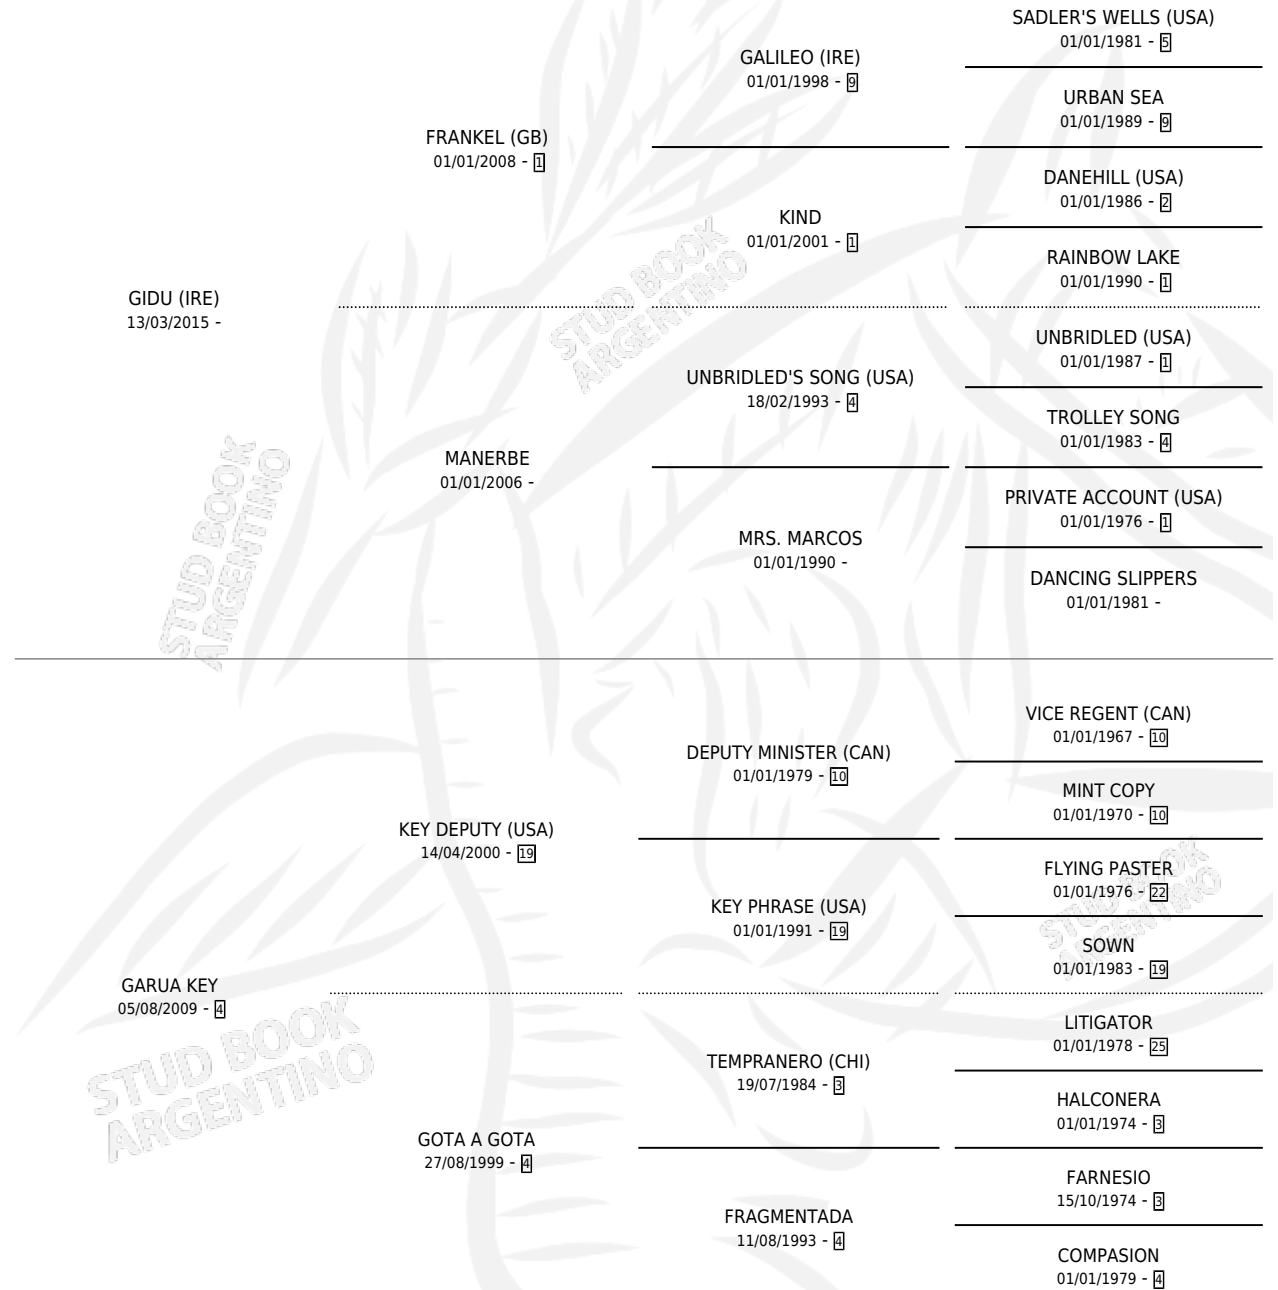 SADLER'S WELLS (USA)
01/01/1981 - 5
GALILEO (IRE)
01/01/1998 - 9
URBAN SEA
01/01/1989 - 9
FRANKEL (GB)
01/01/2008 - 1
DANEHILL (USA)
01/01/1986 - 2
KIND
01/01/2001 - 1
RAINBOW LAKE
01/01/1990 - 1
GIDU (IRE)
13/03/2015 -
UNBRIDLED (USA)
01/01/1987 - 1
UNBRIDLED'S SONG (USA)
18/02/1993 - 4
TROLLEY SONG
01/01/1983 - 4
MANERBE
01/01/2006 -
PRIVATE ACCOUNT (USA)
01/01/1976 - 1
MRS. MARCOS
01/01/1990 -
DANCING SLIPPERS
01/01/1981 -
STUD BOOK
ARGENTINO
STUD BOOK
ARGENTINO
VICE REGENT (CAN)
01/01/1967 - 10
DEPUTY MINISTER (CAN)
01/01/1979 - 10
MINT COPY
01/01/1970 - 10
KEY DEPUTY (USA)
14/04/2000 - 19
FLYING PASTER
01/01/1976 - 22
KEY PHRASE (USA)
01/01/1991 - 19
SOWN
01/01/1983 - 19
GARUA KEY
05/08/2009 - 4
LITIGATOR
01/01/1978 - 25
TEMPRANERO (CHI)
19/07/1984 - 3
HALCONERA
01/01/1974 - 3
GOTA A GOTA
27/08/1999 - 4
FARNESIO
15/10/1974 - 3
FRAGMENTADA
11/08/1993 - 4
COMPASION
01/01/1979 - 4
STUD BOOK
ARGENTINO
STUD BOOK
ARGENTINO